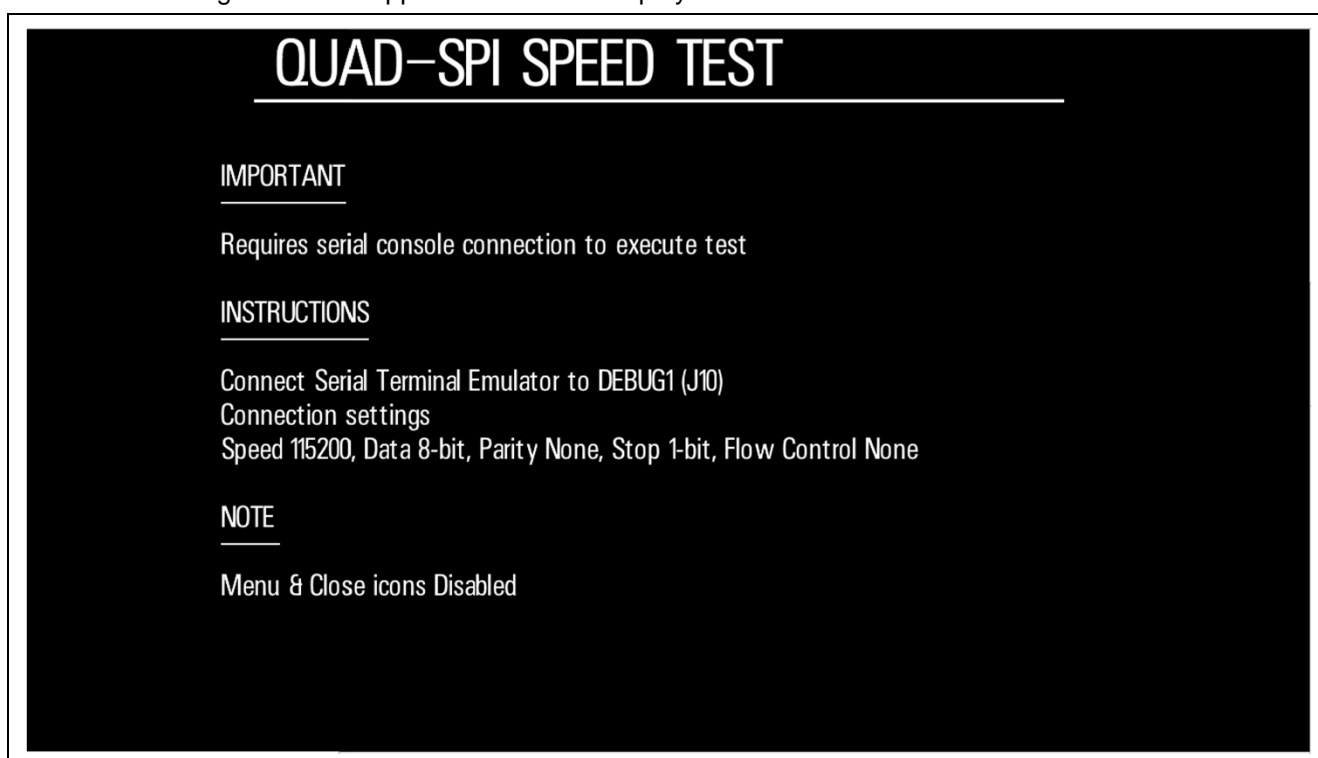 QUAD-SPI SPEED TEST
IMPORTANT
Requires serial console connection to execute test
INSTRUCTIONS
Connect Serial Terminal Emulator to DEBUG1 (J10)
Connection settings
Speed 115200, Data 8-bit, Parity None, Stop 1-bit, Flow Control None
NOTE
Menu & Close icons Disabled